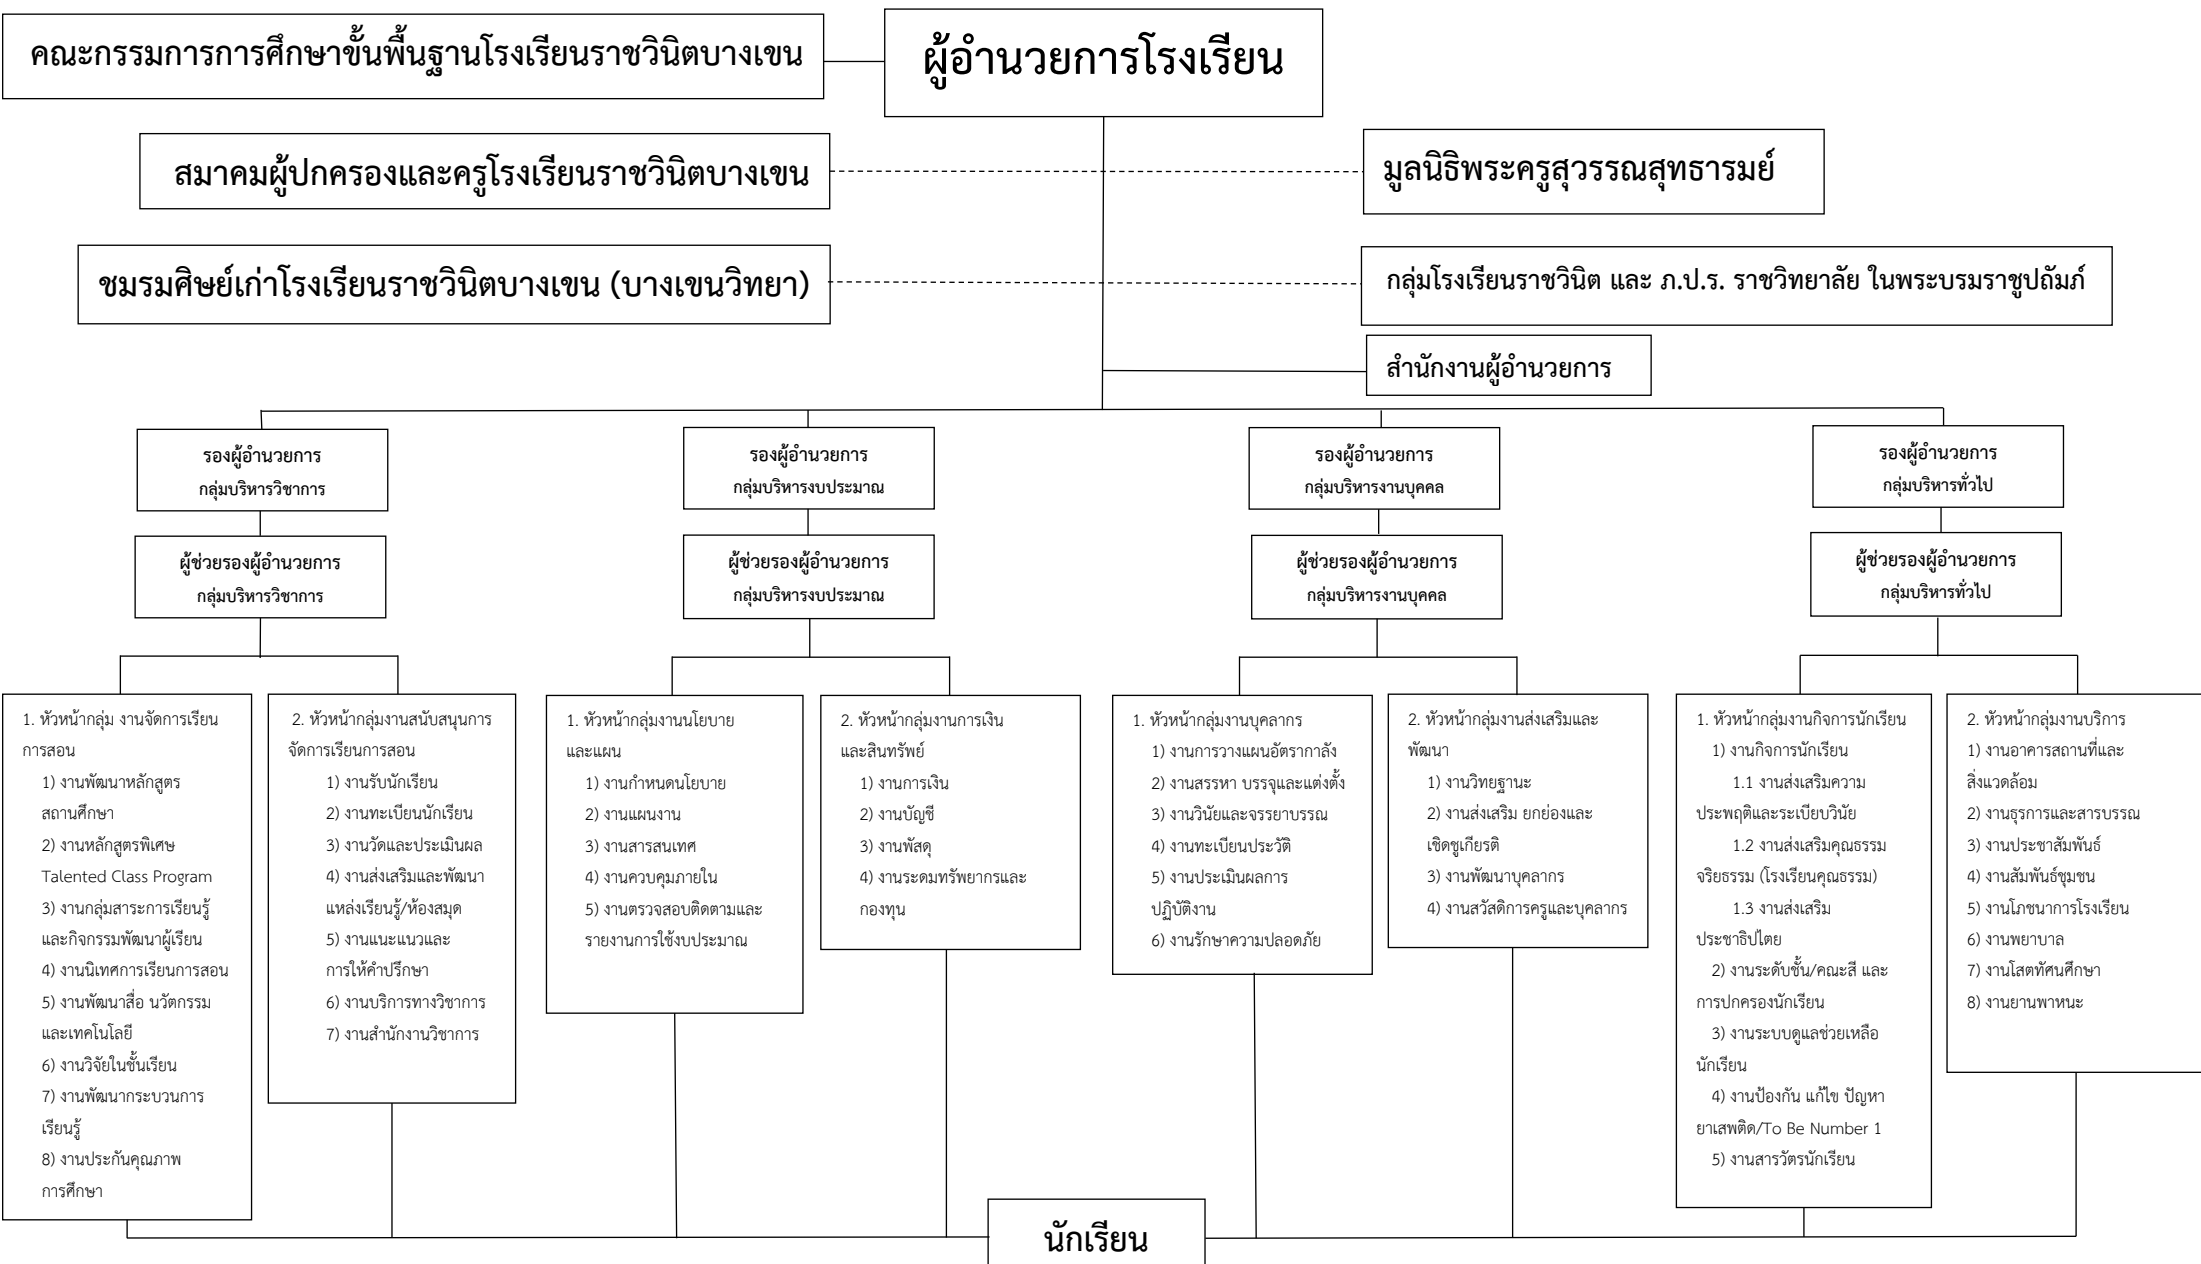 คณะกรรมการการศึกษาขั้นพื้นฐานโรงเรียนราชวินิตบางเขน
ผู้อำนวยการโรงเรียน
สมาคมผู้ปกครองและครูโรงเรียนราชวินิตบางเขน
มูลนิธิพระครูสุวรรณสุทธารมย์
ชมรมศิษย์เก่าโรงเรียนราชวินิตบางเขน (บางเขนวิทยา)
กลุ่มโรงเรียนราชวินิต และ ภ.ป.ร. ราชวิทยาลัย ในพระบรมราชูปถัมภ์
สำนักงานผู้อำนวยการ
รองผู้อำนวยการ
กลุ่มบริหารวิชาการ
รองผู้อำนวยการ
กลุ่มบริหารงบประมาณ
รองผู้อำนวยการ
กลุ่มบริหารงานบุคคล
รองผู้อำนวยการ
กลุ่มบริหารทั่วไป
ผู้ช่วยรองผู้อำนวยการ
กลุ่มบริหารวิชาการ
ผู้ช่วยรองผู้อำนวยการ
กลุ่มบริหารงบประมาณ
ผู้ช่วยรองผู้อำนวยการ
กลุ่มบริหารงานบุคคล
ผู้ช่วยรองผู้อำนวยการ
กลุ่มบริหารทั่วไป
1. หัวหน้ากลุ่ม งานจัดการเรียน
การสอน
1) งานพัฒนาหลักสูตร
สถานศึกษา
2) งานหลักสูตรพิเศษ
Talented Class Program
3) งานกลุ่มสาระการเรียนรู้
และกิจกรรมพัฒนาผู้เรียน
4) งานนิเทศการเรียนการสอน
5) งานพัฒนาสื่อ นวัตกรรม
และเทคโนโลยี
6) งานวิจัยในชั้นเรียน
7) งานพัฒนากระบวนการ
เรียนรู้
8) งานประกันคุณภาพ
การศึกษา
2. หัวหน้ากลุ่มงานสนับสนุนการ
จัดการเรียนการสอน
1) งานรับนักเรียน
2) งานทะเบียนนักเรียน
3) งานวัดและประเมินผล
4) งานส่งเสริมและพัฒนา
แหล่งเรียนรู้/ห้องสมุด
5) งานแนะแนวและ
การให้คำปรึกษา
6) งานบริการทางวิชาการ
7) งานสำนักงานวิชาการ
1. หัวหน้ากลุ่มงานนโยบาย
และแผน
1) งานกำหนดนโยบาย
2) งานแผนงาน
3) งานสารสนเทศ
4) งานควบคุมภายใน
5) งานตรวจสอบติดตามและ
รายงานการใช้งบประมาณ
2. หัวหน้ากลุ่มงานการเงิน
และสินทรัพย์
1) งานการเงิน
2) งานบัญชี
3) งานพัสดุ
4) งานระดมทรัพยากรและ
กองทุน
1. หัวหน้ากลุ่มงานบุคลากร
1) งานการวางแผนอัตรากาลัง
2) งานสรรหา บรรจุและแต่งตั้ง
3) งานวินัยและจรรยาบรรณ
4) งานทะเบียนประวัติ
5) งานประเมินผลการ
ปฏิบัติงาน
6) งานรักษาความปลอดภัย
2. หัวหน้ากลุ่มงานส่งเสริมและ
พัฒนา
1) งานวิทยฐานะ
2) งานส่งเสริม ยกย่องและ
เชิดชูเกียรติ
3) งานพัฒนาบุคลากร
4) งานสวัสดิการครูและบุคลากร
1. หัวหน้ากลุ่มงานกิจการนักเรียน
1) งานกิจการนักเรียน
1.1 งานส่งเสริมความ
ประพฤติและระเบียบวินัย
1.2 งานส่งเสริมคุณธรรม
จริยธรรม (โรงเรียนคุณธรรม)
1.3 งานส่งเสริม
ประชาธิปไตย
2) งานระดับชั้น/คณะสี และ
การปกครองนักเรียน
3) งานระบบดูแลช่วยเหลือ
นักเรียน
4) งานป้องกัน แก้ไข ปัญหา
ยาเสพติด/To Be Number 1
5) งานสารวัตรนักเรียน
2. หัวหน้ากลุ่มงานบริการ
1) งานอาคารสถานที่และ
สิ่งแวดล้อม
2) งานธุรการและสารบรรณ
3) งานประชาสัมพันธ์
4) งานสัมพันธ์ชุมชน
5) งานโภชนาการโรงเรียน
6) งานพยาบาล
7) งานโสตทัศนศึกษา
8) งานยานพาหนะ
นักเรียน